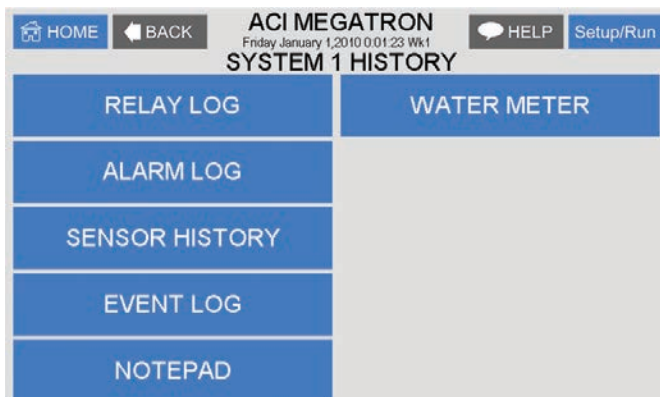 HOME BACK ACI MEGATRON HELP Setup/Run
Friday January 1,2010 0:01:23 Wk1
SYSTEM 1 HISTORY
RELAY LOG WATER METER
ALARM LOG
SENSOR HISTORY
EVENT LOG
NOTEPAD